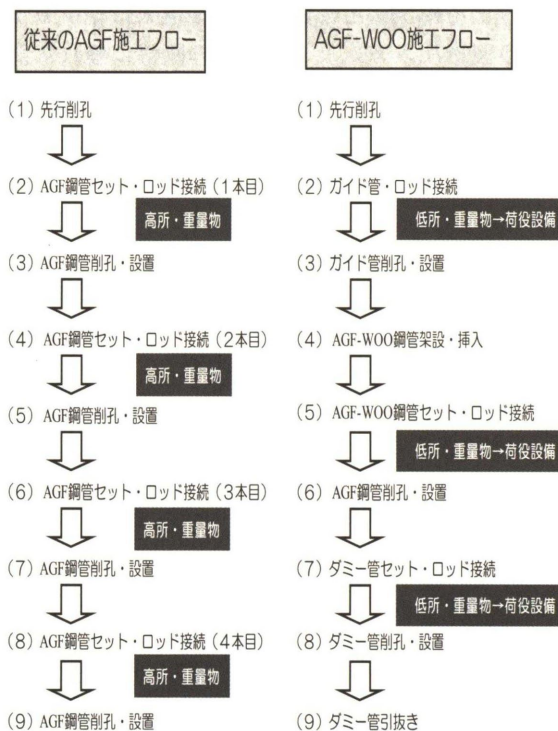 従来のAGF施工フロー
(1) 先行削孔
(2) AGF鋼管セット・ロッド接続(1本目)
高所・重量物
(3) AGF鋼管削孔・設置
(4) AGF鋼管セット・ロッド接続(2本目)
高所・重量物
(5) AGF鋼管削孔・設置
(6) AGF鋼管セット・ロッド接続(3本目)
高所・重量物
(7) AGF鋼管削孔・設置
(8) AGF鋼管セット・ロッド接続(4本目)
高所・重量物
(9) AGF鋼管削孔・設置
AGF-WOO施工フロー
(1) 先行削孔
(2) ガイド管・ロッド接続
低所・重量物→荷役設備
(3) ガイド管削孔・設置
(4) AGF-WOO鋼管架設・挿入
(5) AGF-WOO鋼管セット・ロッド接続
低所・重量物→荷役設備
(6) AGF鋼管削孔・設置
(7) ダミー管セット・ロッド接続
低所・重量物→荷役設備
(8) ダミー管削孔・設置
(9) ダミー管引抜き